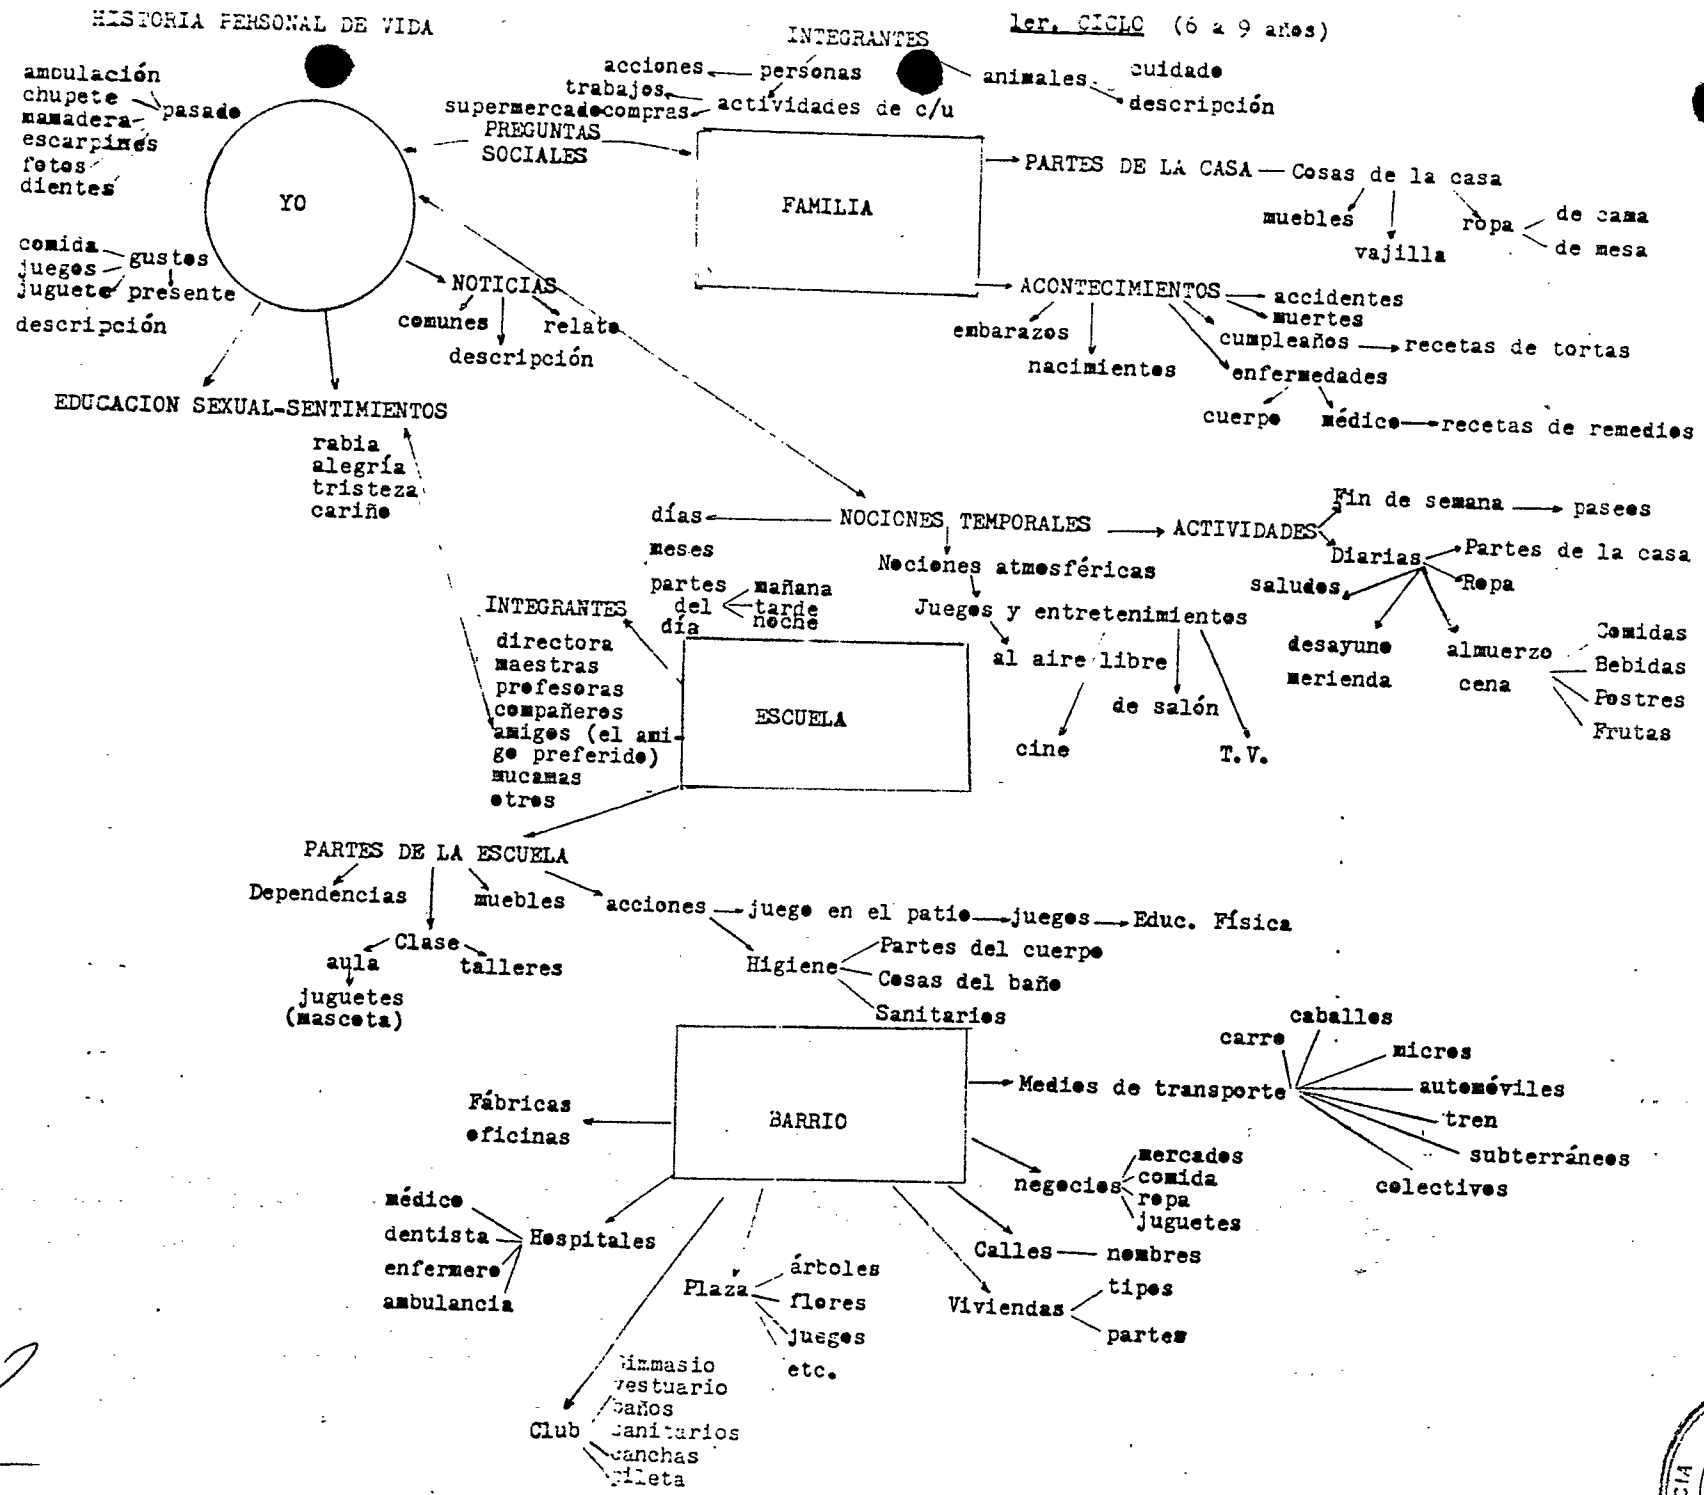 HISTORIA PERSONAL DE VIDA
1er. CICLO (6 a 9 años)
ambulación
chupete
mamadera
escarpines
fotos
dientes
pasado
YO
comida
juegos
juguete
gustos
presente
descripción
NOTICIAS
comunes
relato
descripción
EDUCACION SEXUAL-SENTIMIENTOS
rabia
alegría
tristeza
cariño
PREGUNTAS
SOCIALES
INTEGRANTES
personas
acciones
trabajos
supermercado
compras
actividades de c/u
animales
cuidado
descripción
FAMILIA
PARTES DE LA CASA
Cosas de la casa
muebles
vajilla
ropa
de cama
de mesa
ACONTECIMIENTOS
accidentes
muertes
embarazos
nacimientos
cumpleaños
recetas de tortas
enfermedades
cuerpo
médico
recetas de remedios
NOCIONES TEMPORALES
días
meses
partes
del
día
mañana
tarde
noche
Nociones atmosféricas
Juegos y entretenimientos
al aire libre
de salón
cine
T.V.
ACTIVIDADES
Fin de semana
paseos
Diarias
Partes de la casa
Ropa
saludos
desayuno
merienda
almuerzo
cena
Comidas
Bebidas
Postres
Frutas
INTEGRANTES
directora
maestras
profesoras
compañeros
amigos (el ami-
go preferido)
mucamas
otros
ESCUELA
PARTES DE LA ESCUELA
Dependencias
muebles
acciones
juego en el patio
juegos
Educ. Física
Clase
aula
talleres
juguetes
(mascota)
Higiene
Partes del cuerpo
Cosas del baño
Sanitarios
BARRIO
Fábricas
oficinas
Medios de transporte
carro
caballos
micros
automóviles
tren
subterráneos
colectivos
negocios
mercados
comida
ropa
juguetes
Calles
nombres
Viviendas
tipos
partes
Hospitales
médico
dentista
enfermero
ambulancia
Plaza
árboles
flores
juegos
etc.
Club
Gimnasio
vestuario
baños
sanitarios
canchas
pileta
CIA